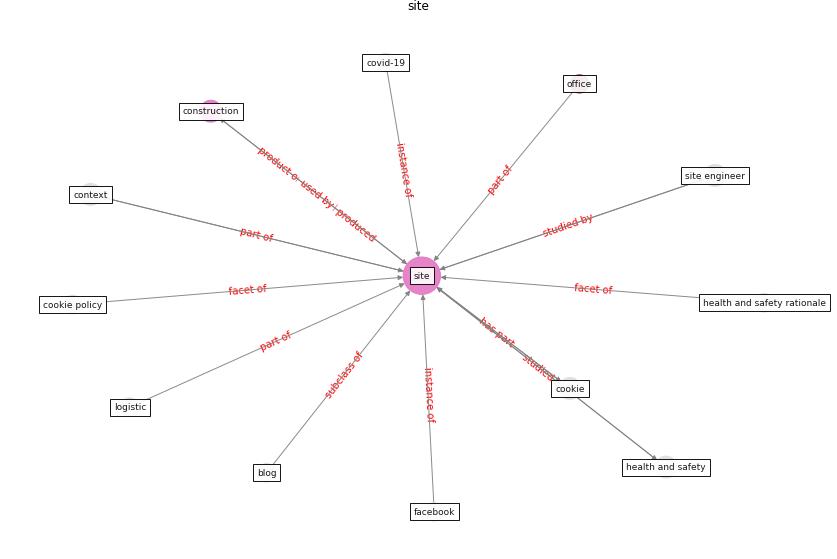 site
covid-19
office
construction
instance of
product o used by produced
part of
site engineer
context
studied by
part of
site
facet of
facet of
cookie policy
health and safety rationale
has part
part of
studied
subclass of
cookie
instance of
logistic
blog
health and safety
facebook